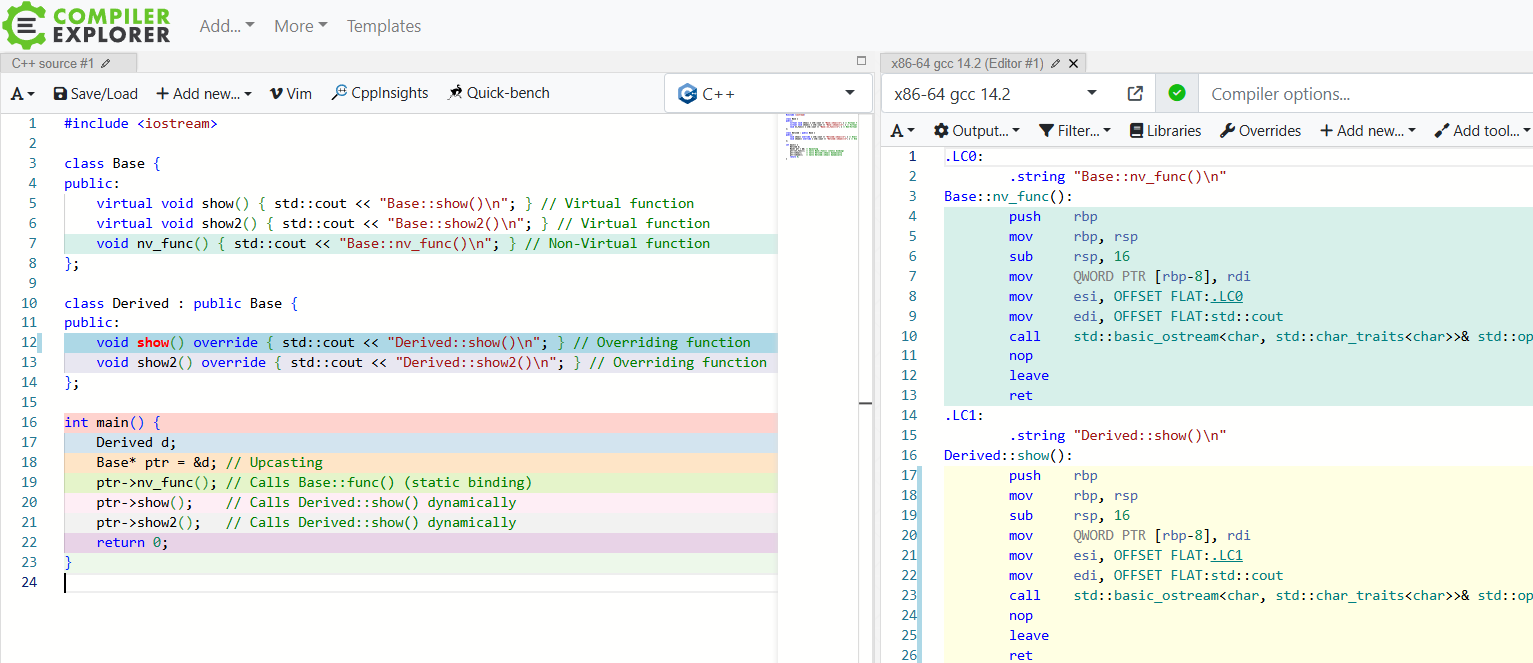 COMPILER
EXPLORER
Add... More Templates
C++ source #1
A Save/Load + Add new... Vim CppInsights Quick-bench C++
1 #include <iostream>
2
3 class Base {
4 public:
5 virtual void show() { std::cout << "Base::show()\n"; } // Virtual function
6 virtual void show2() { std::cout << "Base::show2()\n"; } // Virtual function
7 void nv_func() { std::cout << "Base::nv_func()\n"; } // Non-Virtual function
8 };
9
10 class Derived : public Base {
11 public:
12 void show() override { std::cout << "Derived::show()\n"; } // Overriding function
13 void show2() override { std::cout << "Derived::show2()\n"; } // Overriding function
14 };
15
16 int main() {
17 Derived d;
18 Base* ptr = &d; // Upcasting
19 ptr->nv_func(); // Calls Base::func() (static binding)
20 ptr->show(); // Calls Derived::show() dynamically
21 ptr->show2(); // Calls Derived::show() dynamically
22 return 0;
23 }
24
x86-64 gcc 14.2 (Editor #1)
x86-64 gcc 14.2 Compiler options...
A Output... Filter... Libraries Overrides + Add new... Add tool...
1 .LC0:
2 .string "Base::nv_func()\n"
3 Base::nv_func():
4 push rbp
5 mov rbp, rsp
6 sub rsp, 16
7 mov QWORD PTR [rbp-8], rdi
8 mov esi, OFFSET FLAT:.LC0
9 mov edi, OFFSET FLAT:std::cout
10 call std::basic_ostream<char, std::char_traits<char>>& std::op
11 nop
12 leave
13 ret
14 .LC1:
15 .string "Derived::show()\n"
16 Derived::show():
17 push rbp
18 mov rbp, rsp
19 sub rsp, 16
20 mov QWORD PTR [rbp-8], rdi
21 mov esi, OFFSET FLAT:.LC1
22 mov edi, OFFSET FLAT:std::cout
23 call std::basic_ostream<char, std::char_traits<char>>& std::op
24 nop
25 leave
26 ret